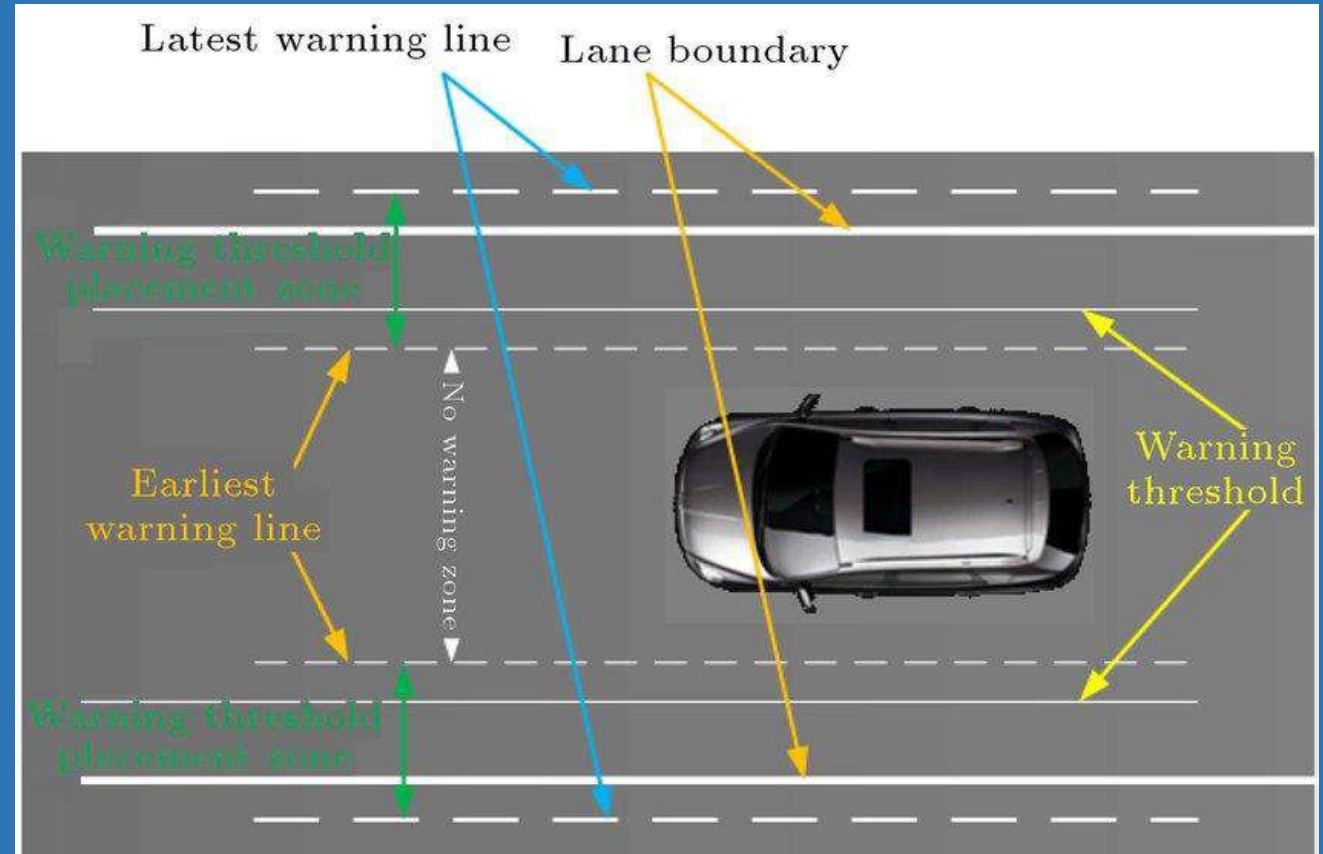 Latest warning line
Lane boundary
Warning threshold
placement zone
No warning zone
Earliest
warning line
Warning
threshold
Warning threshold
placement zone